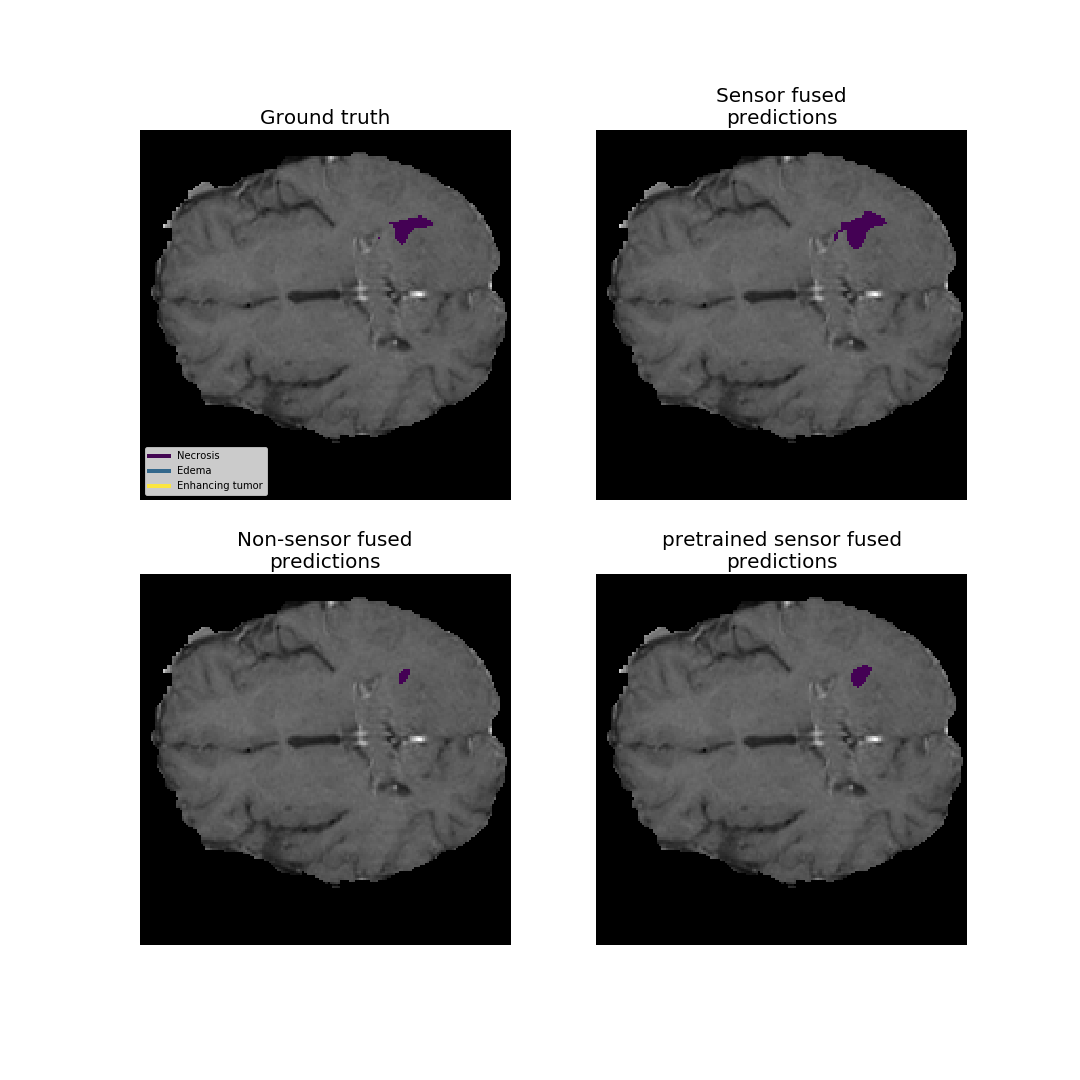 Ground truth
Sensor fused
predictions
Necrosis
Edema
Enhancing tumor
Non-sensor fused
predictions
pretrained sensor fused
predictions